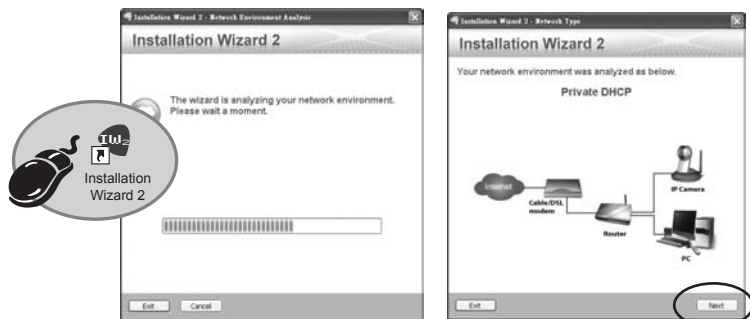 Installation Wizard 2 - Network Environment Analysis
Installation Wizard 2
The wizard is analyzing your network environment.
Please wait a moment.
IW2
Installation
Wizard 2
Exit
Cancel
Installation Wizard 2 - Network Type
Installation Wizard 2
Your network environment was analyzed as below.
Private DHCP
Internet
Cable/DSL
modem
IP Camera
Router
PC
Exit
Next